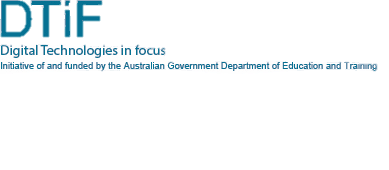 DTiF
Digital Technologies in focus
Initiative of and funded by the Australian Government Department of Education and Training